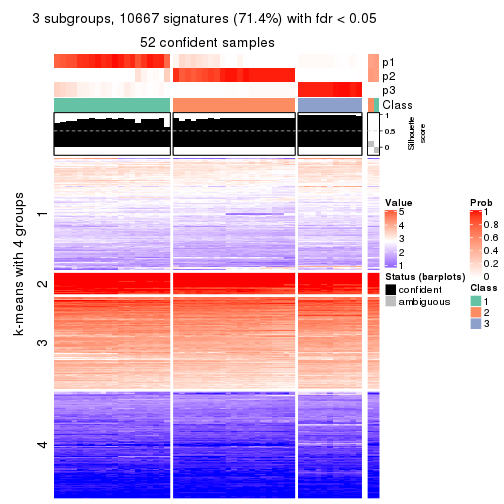 3 subgroups, 10667 signatures (71.4%) with fdr < 0.05
52 confident samples
p1
p2
p3
Class
1
0.5
0
Silhouette
score
k-means with 4 groups
1
2
3
4
Value
5
4
3
2
1
Status (barplots)
confident
ambiguous
Prob
1
0.8
0.6
0.4
0.2
0
Class
1
2
3